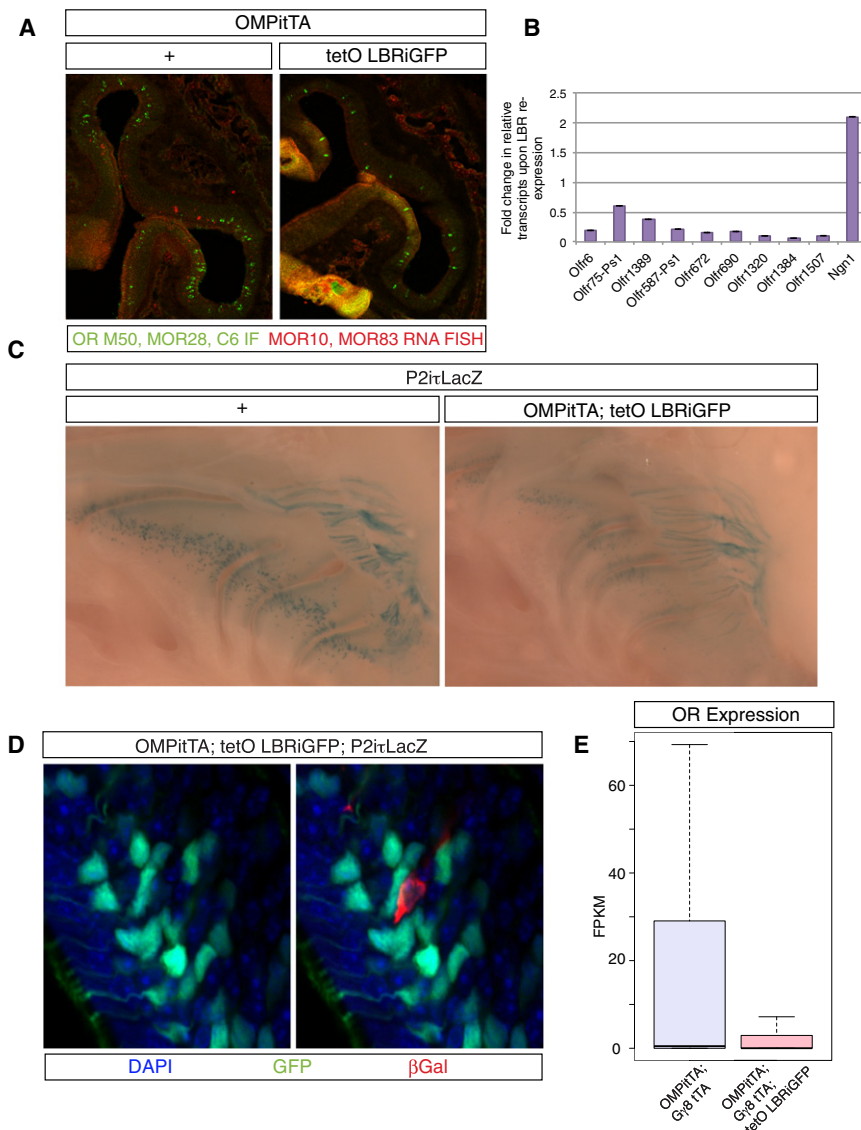 A
OMPitTA
+
tetO LBRiGFP
OR M50, MOR28, C6 IF MOR10, MOR83 RNA FISH
B
Fold change in relative
transcripts upon LBR re-
expression
2.5
2
1.5
1
0.5
0
Olfr6
Olfr75-Ps1
Olfr1389
Olfr587-Ps1
Olfr672
Olfr690
Olfr1320
Olfr1384
Olfr1507
Ngn1
C
P2iτLacZ
+
OMPitTA; tetO LBRiGFP
D
OMPitTA; tetO LBRiGFP; P2iτLacZ
DAPI GFP βGal
E
OR Expression
FPKM
60
40
20
0
OMPitTA;
Gγ8 tTA
OMPitTA;
Gγ8 tTA;
tetO LBRiGFP